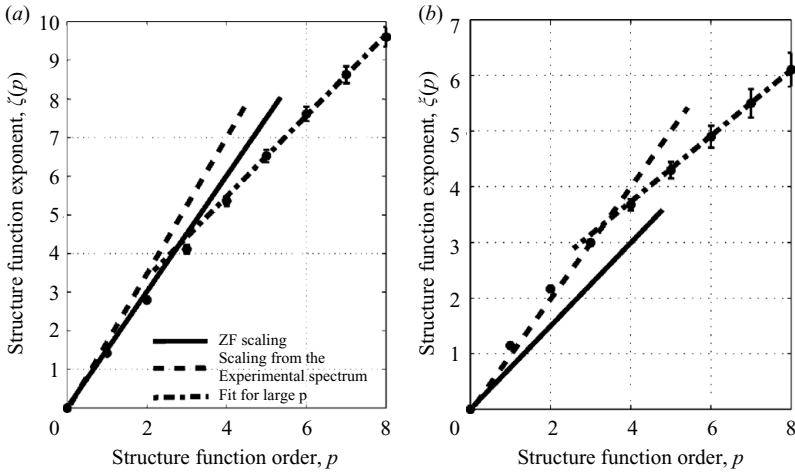 (a)
10
9
8
7
6
5
4
3
2
1
0
2
4
6
8
Structure function exponent, ζ(p)
Structure function order, p
ZF scaling
Scaling from the
Experimental spectrum
Fit for large p
(b)
7
6
5
4
3
2
1
0
2
4
6
8
Structure function exponent, ξ(p)
Structure function order, p